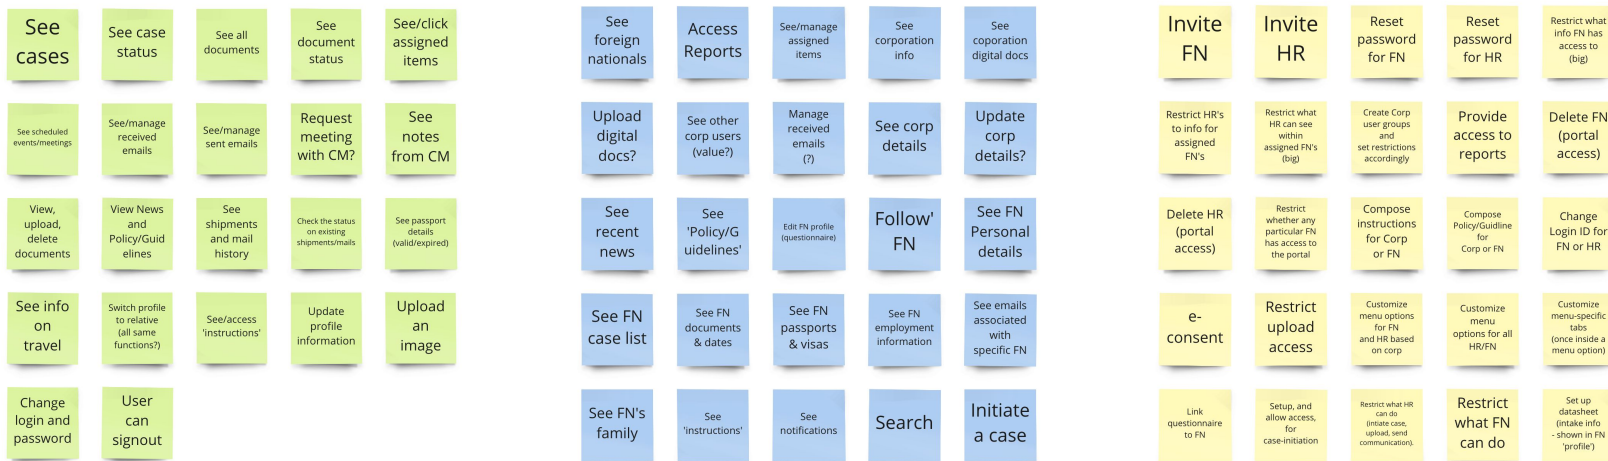 See
cases
See case
status
See all
documents
See
document
status
See/click
assigned
items
See scheduled
events/meetings
See/manage
received
emails
See/manage
sent emails
Request
meeting
with CM?
See
notes
from CM
View,
upload,
delete
documents
View News
and
Policy/Guid
elines
See
shipments
and mail
history
Check the status
on existing
shipments/mails
See passport
details
(valid/expired)
See info
on
travel
Switch profile
to relative
(all same
functions?)
See/access
'instructions'
Update
profile
information
Upload
an
image
Change
login and
password
User
can
signout
See
foreign
nationals
Access
Reports
See/manage
assigned
items
See
corporation
info
See
coporation
digital docs
Upload
digital
docs?
See other
corp users
(value?)
Manage
received
emails
(?)
See corp
details
Update
corp
details?
See
recent
news
See
'Policy/G
uidelines'
Edit FN profile
(questionnaire)
Follow'
FN
See FN
Personal
details
See FN
case list
See FN
documents
& dates
See FN
passports
& visas
See FN
employment
information
See emails
associated
with
specific FN
See FN's
family
See
'instructions'
See
notifications
Search
Initiate
a case
Invite
FN
Invite
HR
Reset
password
for FN
Reset
password
for HR
Restrict what
info FN has
access to
(big)
Restrict HR's
to info for
assigned
FN's
Restrict what
HR can see
within
assigned FN's
(big)
Create Corp
user groups
and
set restrictions
accordingly
Provide
access to
reports
Delete FN
(portal
access)
Delete HR
(portal
access)
Restrict
whether any
particular FN
has access to
the portal
Compose
instructions
for Corp
or FN
Compose
Policy/Guidline
for
Corp or FN
Change
Login ID for
FN or HR
e-
consent
Restrict
upload
access
Customize
menu options
for FN
and HR based
on corp
Customize
menu
options for all
HR/FN
Customize
menu-specific
tabs
(once inside a
menu option)
Link
questionnaire
to FN
Setup, and
allow access,
for
case-initiation
Restrict what HR
can do
(intiate case,
upload, send
communication).
Restrict
what FN
can do
Set up
datasheet
(intake info
- shown in FN
'profile')